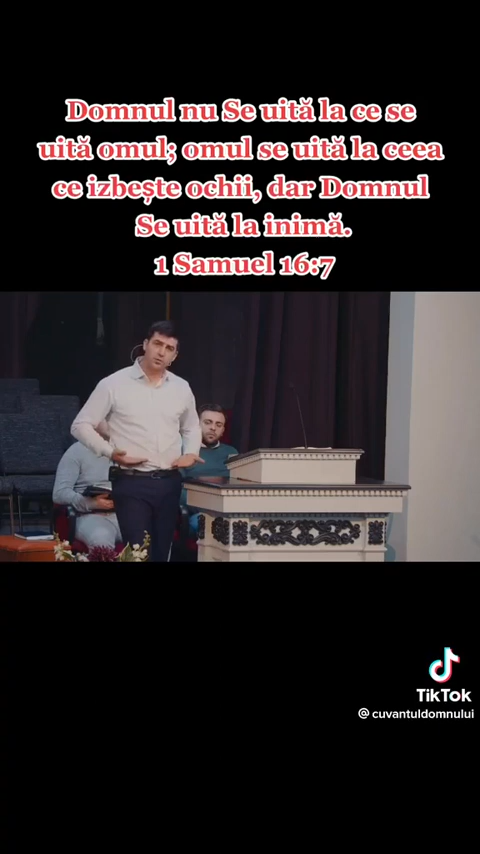 Domnul nu Se uită la ce se
uită omul; omul se uită la ceea
ce izbește ochii, dar Domnul
Se uită la inimă.
1 Samuel 16:7
TikTok
@ cuvantuldomnului